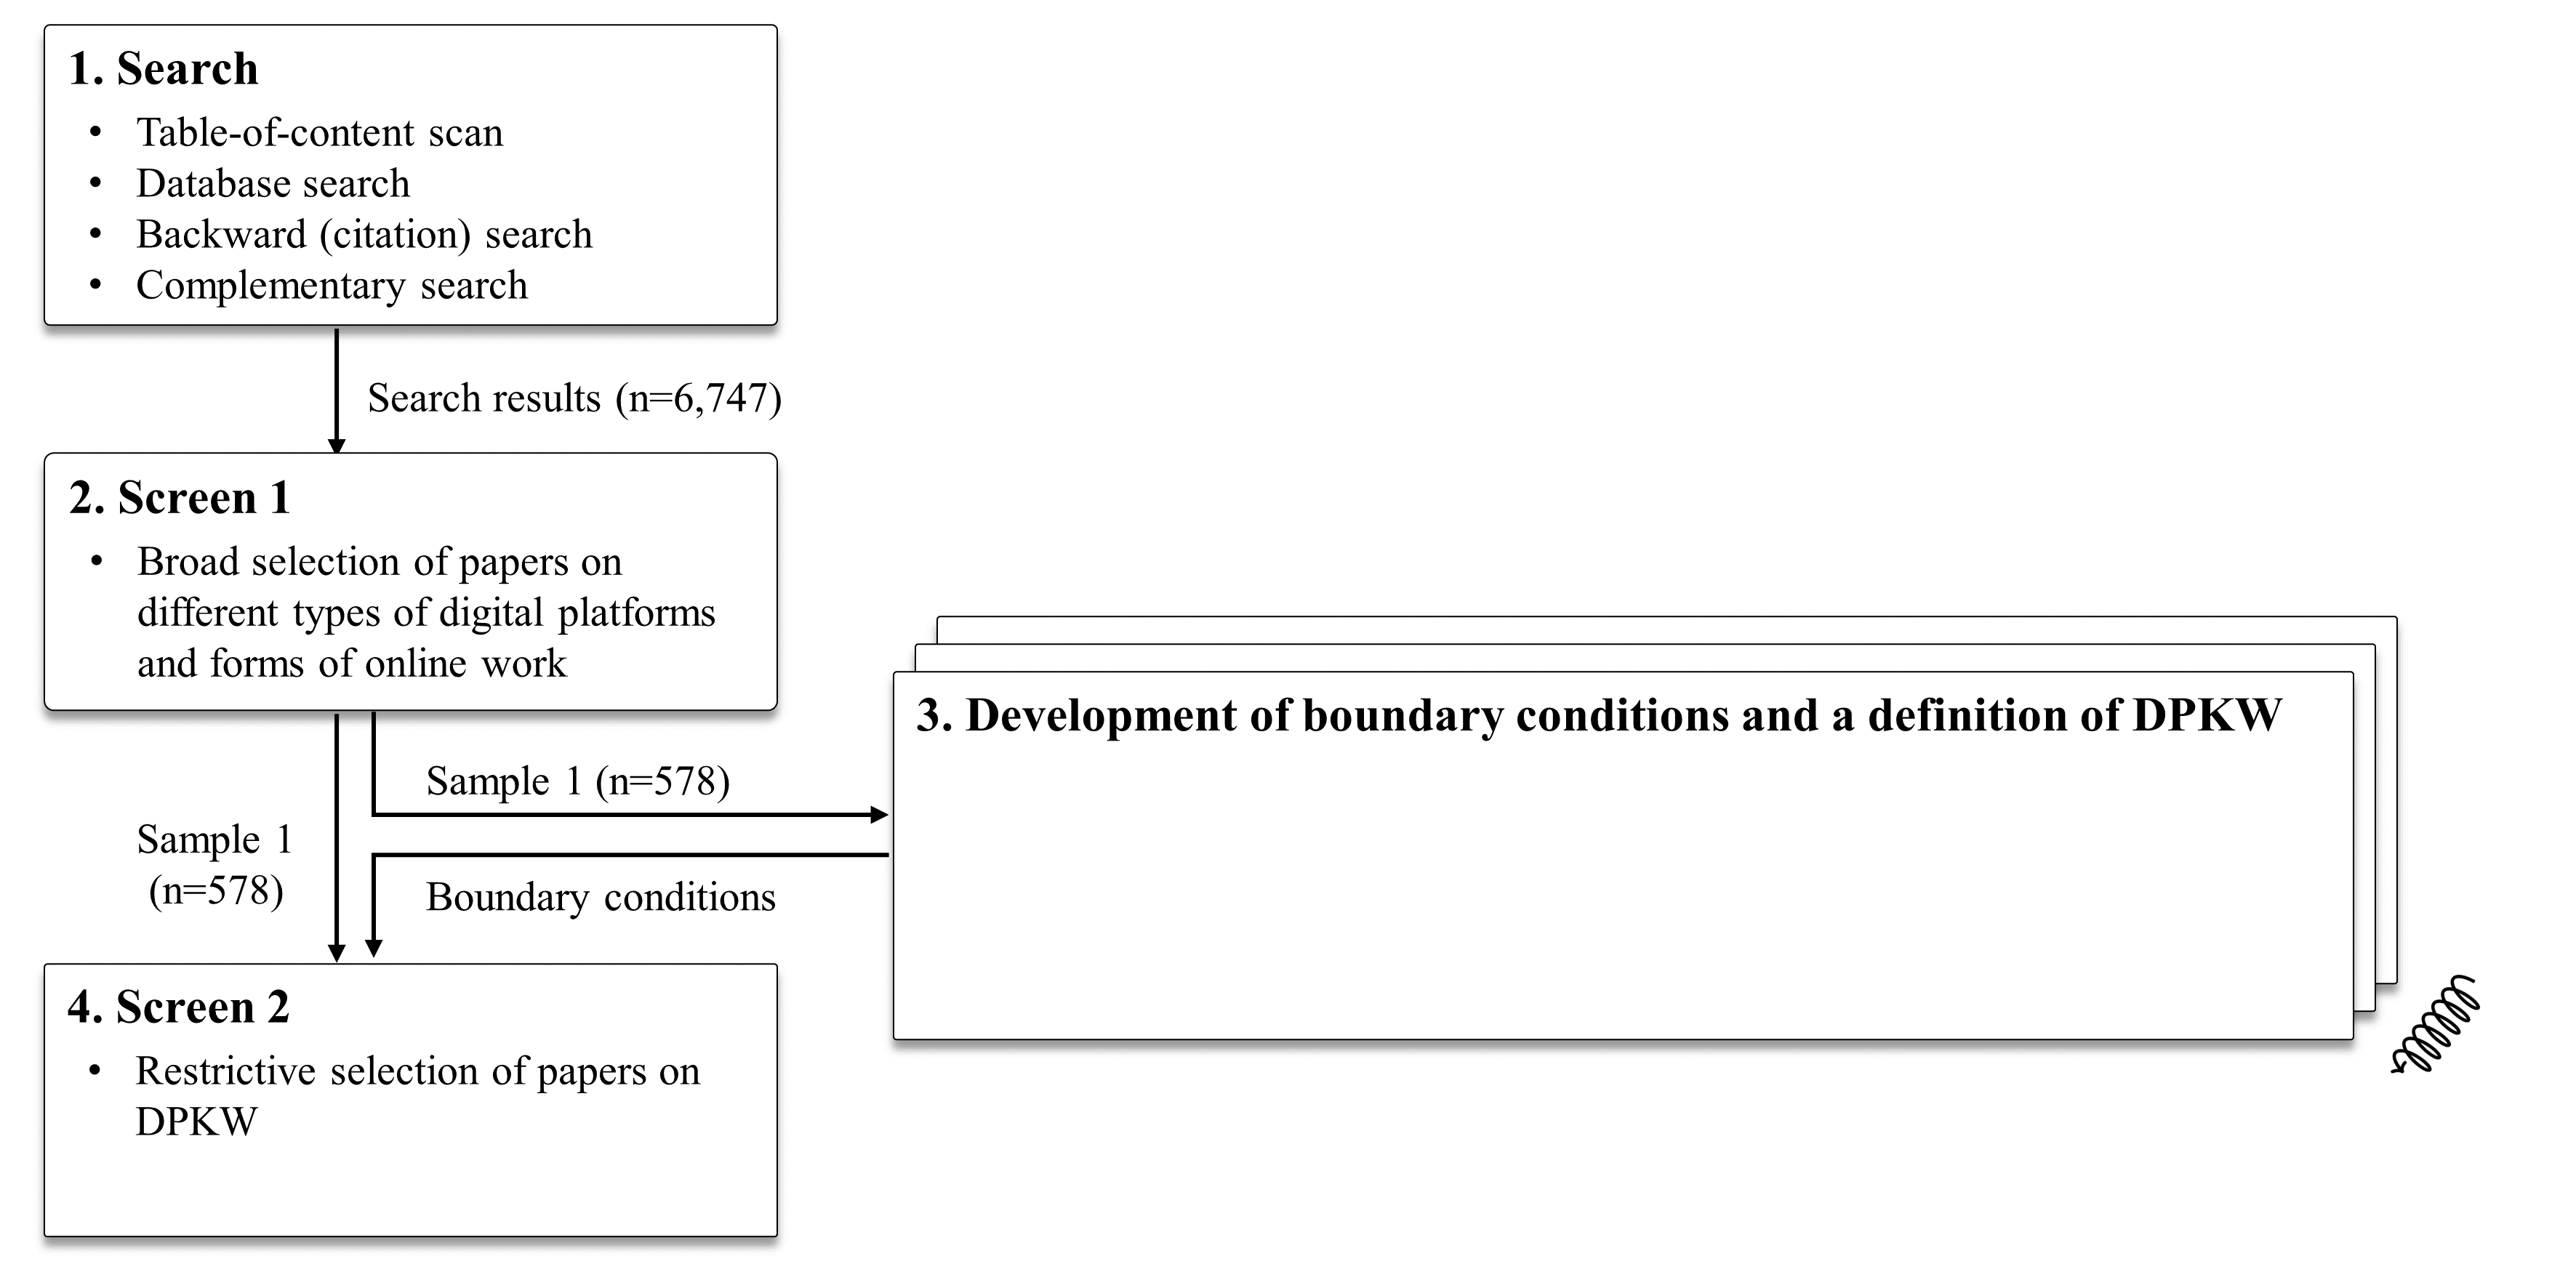 1. Search
• Table-of-content scan
• Database search
• Backward (citation) search
• Complementary search
Search results (n=6,747)
2. Screen 1
• Broad selection of papers on
different types of digital platforms
and forms of online work
3. Development of boundary conditions and a definition of DPKW
Sample 1 (n=578)
Sample 1
(n=578)
Boundary conditions
4. Screen 2
• Restrictive selection of papers on
DPKW